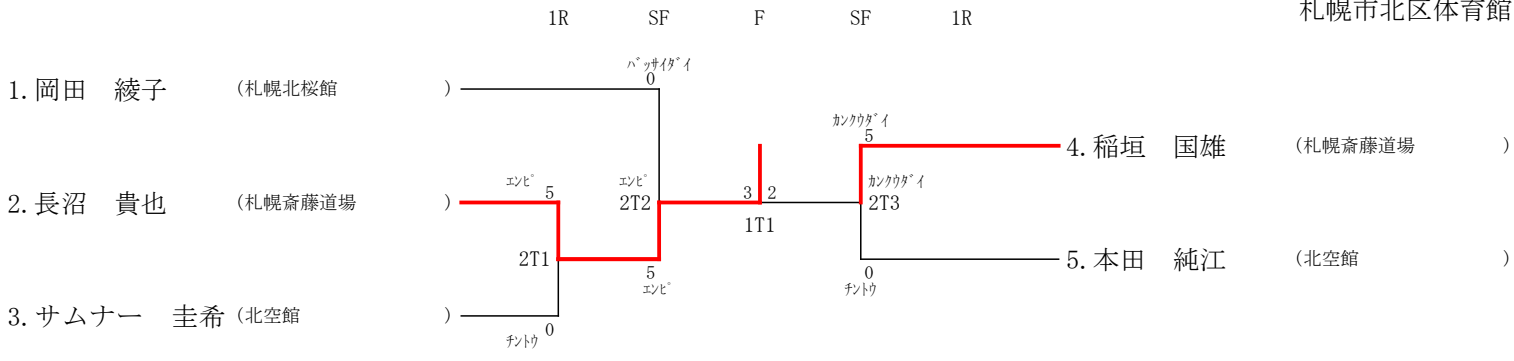 札幌市北区体育館
1R SF F SF 1R
バッサイダイ
0
1.岡田 綾子 (札幌北桜館 )
カンクウダイ
5
4.稲垣 国雄 (札幌斎藤道場 )
エンピ 5
エンピ
2T2
3 2
カンクウダイ
2T3
2.長沼 貴也 (札幌斎藤道場 )
1T1
2T1
5
エンピ
0
チントウ
5.本田 純江 (北空館 )
3.サムナー 圭希 (北空館 )
チントウ 0